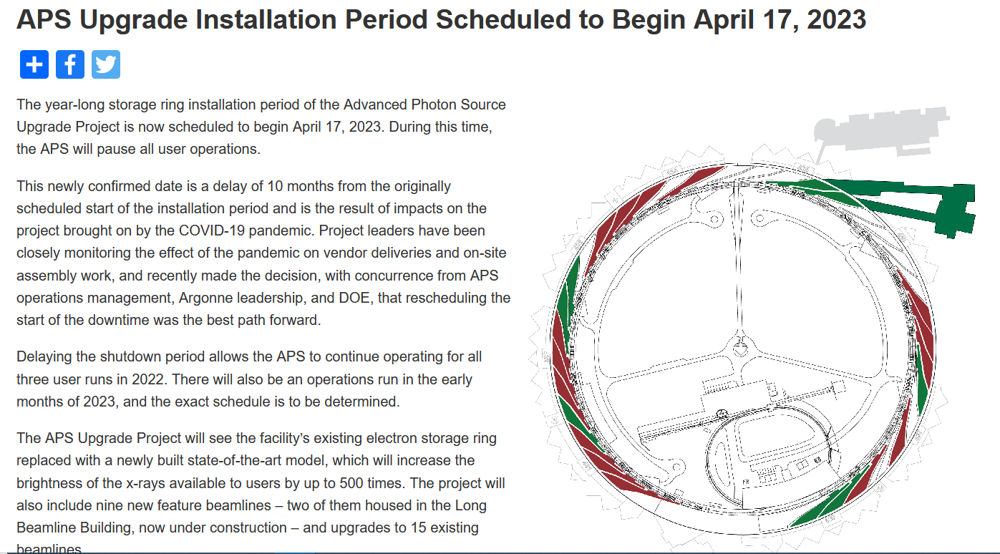 APS Upgrade Installation Period Scheduled to Begin April 17, 2023
The year-long storage ring installation period of the Advanced Photon Source
Upgrade Project is now scheduled to begin April 17, 2023. During this time,
the APS will pause all user operations.
This newly confirmed date is a delay of 10 months from the originally
scheduled start of the installation period and is the result of impacts on the
project brought on by the COVID-19 pandemic. Project leaders have been
closely monitoring the effect of the pandemic on vendor deliveries and on-site
assembly work, and recently made the decision, with concurrence from APS
operations management, Argonne leadership, and DOE, that rescheduling the
start of the downtime was the best path forward.
Delaying the shutdown period allows the APS to continue operating for all
three user runs in 2022. There will also be an operations run in the early
months of 2023, and the exact schedule is to be determined.
The APS Upgrade Project will see the facility’s existing electron storage ring
replaced with a newly built state-of-the-art model, which will increase the
brightness of the x-rays available to users by up to 500 times. The project will
also include nine new feature beamlines – two of them housed in the Long
Beamline Building, now under construction – and upgrades to 15 existing
beamlines